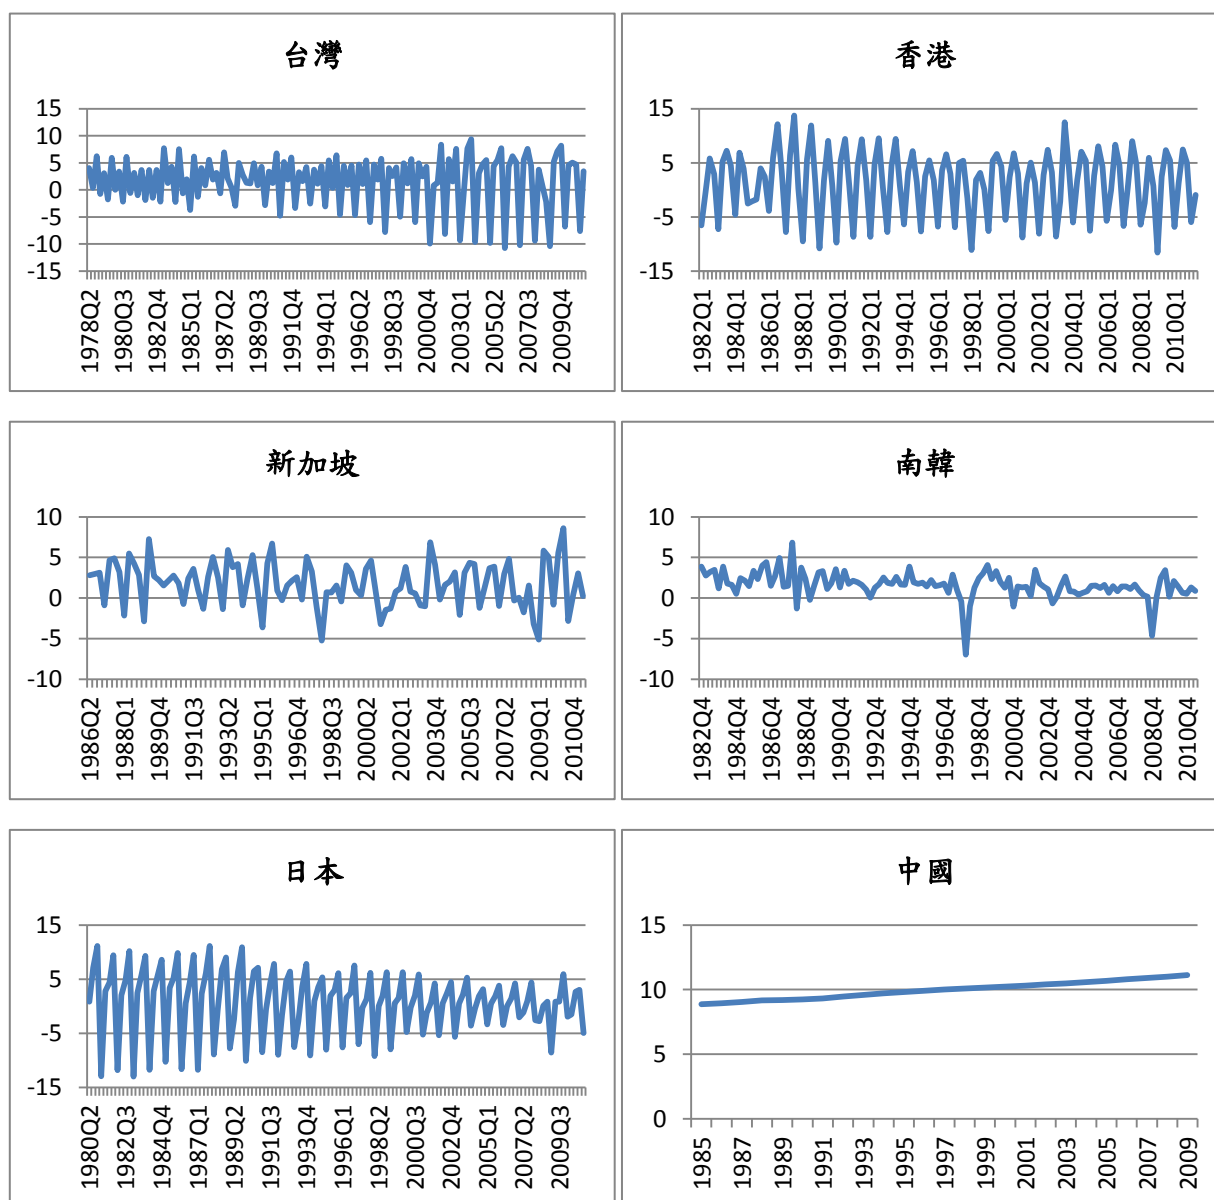 台灣
15
10
5
0
-5
-10
-15
1978Q2
1980Q3
1982Q4
1985Q1
1987Q2
1989Q3
1991Q4
1994Q1
1996Q2
1998Q3
2000Q4
2003Q1
2005Q2
2007Q3
2009Q4
香港
15
5
-5
-15
1982Q1
1984Q1
1986Q1
1988Q1
1990Q1
1992Q1
1994Q1
1996Q1
1998Q1
2000Q1
2002Q1
2004Q1
2006Q1
2008Q1
2010Q1
新加坡
10
5
0
-5
-10
1986Q2
1988Q1
1989Q4
1991Q3
1993Q2
1995Q1
1996Q4
1998Q3
2000Q2
2002Q1
2003Q4
2005Q3
2007Q2
2009Q1
2010Q4
南韓
10
5
0
-5
-10
1982Q4
1984Q4
1986Q4
1988Q4
1990Q4
1992Q4
1994Q4
1996Q4
1998Q4
2000Q4
2002Q4
2004Q4
2006Q4
2008Q4
2010Q4
日本
15
5
-5
-15
1980Q2
1982Q3
1984Q4
1987Q1
1989Q2
1991Q3
1993Q4
1996Q1
1998Q2
2000Q3
2002Q4
2005Q1
2007Q2
2009Q3
中國
15
10
5
0
1985
1987
1989
1991
1993
1995
1997
1999
2001
2003
2005
2007
2009